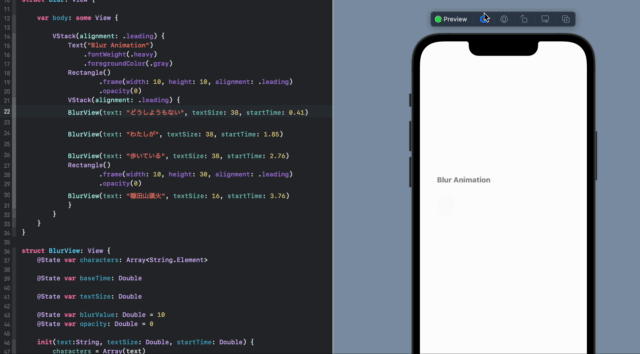 var body: some View {
VStack(alignment: .leading) {
Text("Blur Animation")
.fontWeight(.heavy)
.foregroundColor(.gray)
Rectangle()
.frame(width: 10, height: 10, alignment: .leading)
.opacity(0)
VStack(alignment: .leading) {
BlurView(text: "どうしようもない", textSize: 38, startTime: 0.41)
BlurView(text: "わたしが", textSize: 38, startTime: 1.85)
BlurView(text: "歩いている", textSize: 38, startTime: 2.76)
Rectangle()
.frame(width: 10, height: 30, alignment: .leading)
.opacity(0)
BlurView(text: "種田山頭火", textSize: 16, startTime: 3.76)
}
}
}
}
struct BlurView: View {
@State var characters: Array<String.Element>
@State var baseTime: Double
@State var textSize: Double
@State var blurValue: Double = 10
@State var opacity: Double = 0
init(text:String, textSize: Double, startTime: Double) {
characters = Array(text)
Preview
Blur Animation